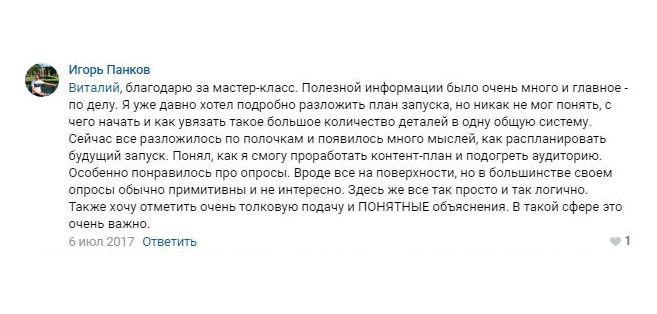 Игорь Панков
Виталий, благодарю за мастер-класс. Полезной информации было очень много и главное -
по делу. Я уже давно хотел подробно разложить план запуска, но никак не мог понять, с
чего начать и как увязать такое большое количество деталей в одну общую систему.
Сейчас все разложилось по полочкам и появилось много мыслей, как распланировать
будущий запуск. Понял, как я смогу проработать контент-план и подогреть аудиторию.
Особенно понравилось про опросы. Вроде все на поверхности, но в большинстве своем
опросы обычно примитивны и не интересно. Здесь же все так просто и так логично.
Также хочу отметить очень толковую подачу и ПОНЯТНЫЕ объяснения. В такой сфере это
очень важно.
6 июл 2017 Ответить 1